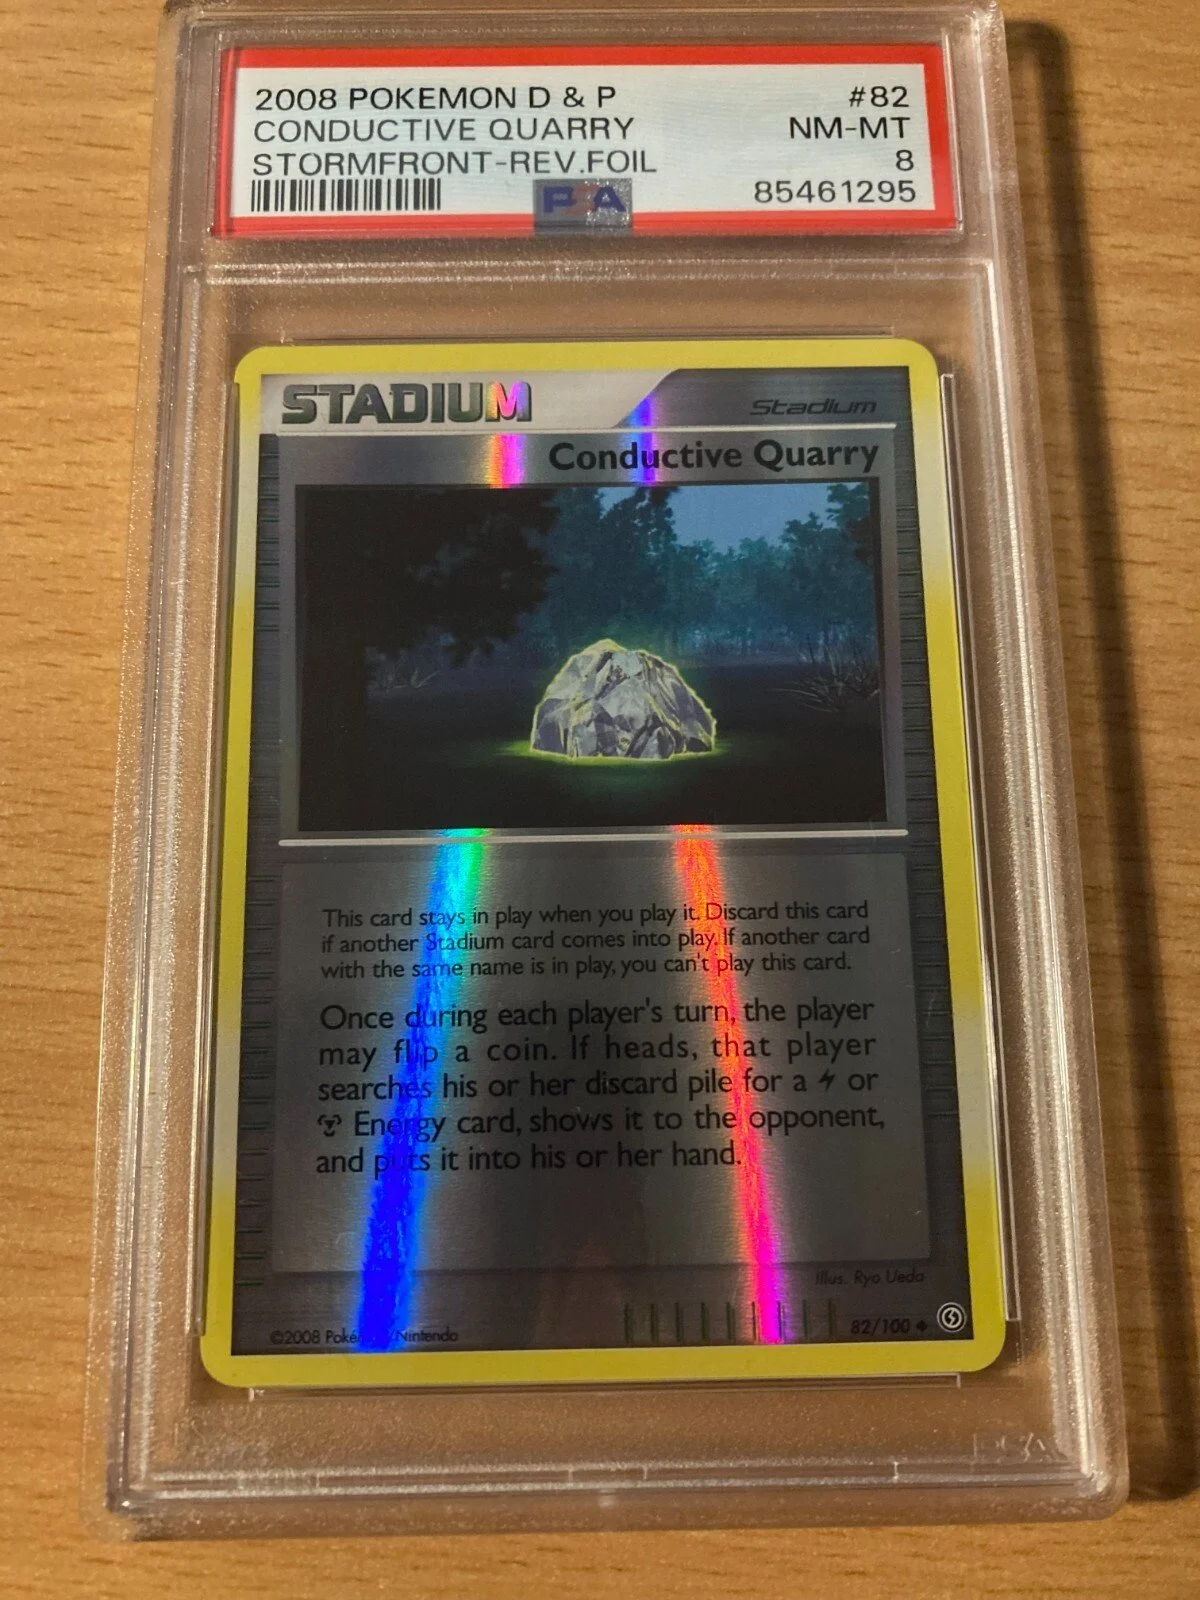 2008 POKEMON D & P #82
CONDUCTIVE QUARRY NM-MT
STORMFRONT-REV.FOIL 8
PSA 85461295
STADIUM Stadium
Conductive Quarry
This card stays in play when you play it. Discard this card
if another Stadium card comes into play. If another card
with the same name is in play, you can't play this card.
Once during each player's turn, the player
may flip a coin. If heads, that player
searches his or her discard pile for a or
Energy card, shows it to the opponent,
and puts it into his or her hand.
Illus. Ryo Ueda
©2008 Pokémon/Nintendo 82/100
PSA